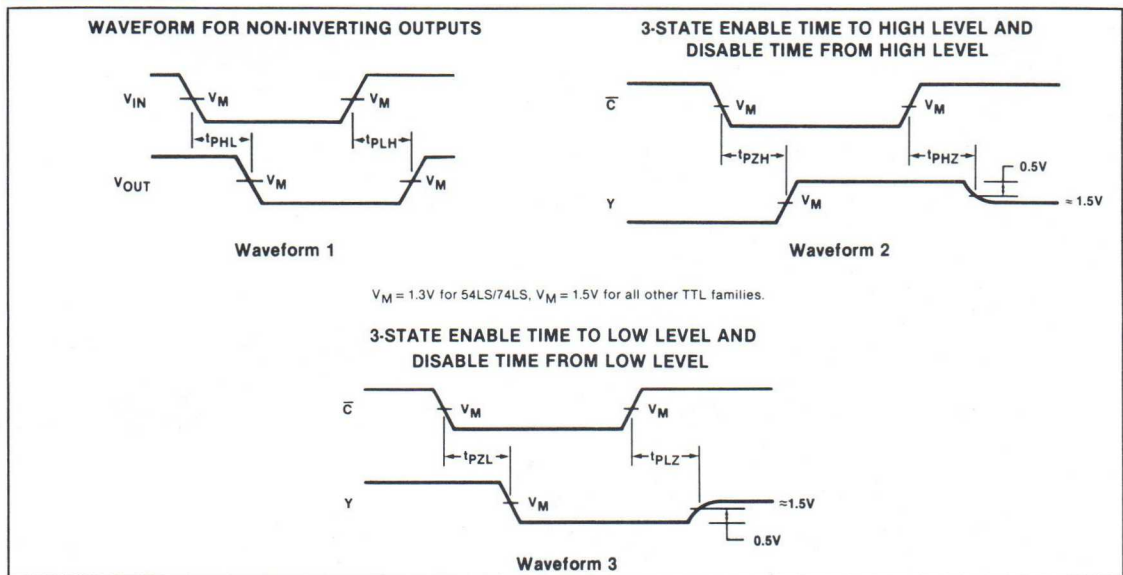 WAVEFORM FOR NON-INVERTING OUTPUTS
VIN
VM
VM
tPHL
tPLH
VOUT
VM
VM
Waveform 1
3-STATE ENABLE TIME TO HIGH LEVEL AND
DISABLE TIME FROM HIGH LEVEL
C̅
VM
VM
tPZH
tPHZ
0.5V
Y
VM
≈ 1.5V
Waveform 2
VM = 1.3V for 54LS/74LS, VM = 1.5V for all other TTL families.
3-STATE ENABLE TIME TO LOW LEVEL AND
DISABLE TIME FROM LOW LEVEL
C̅
VM
VM
tPZL
tPLZ
Y
VM
≈1.5V
0.5V
Waveform 3